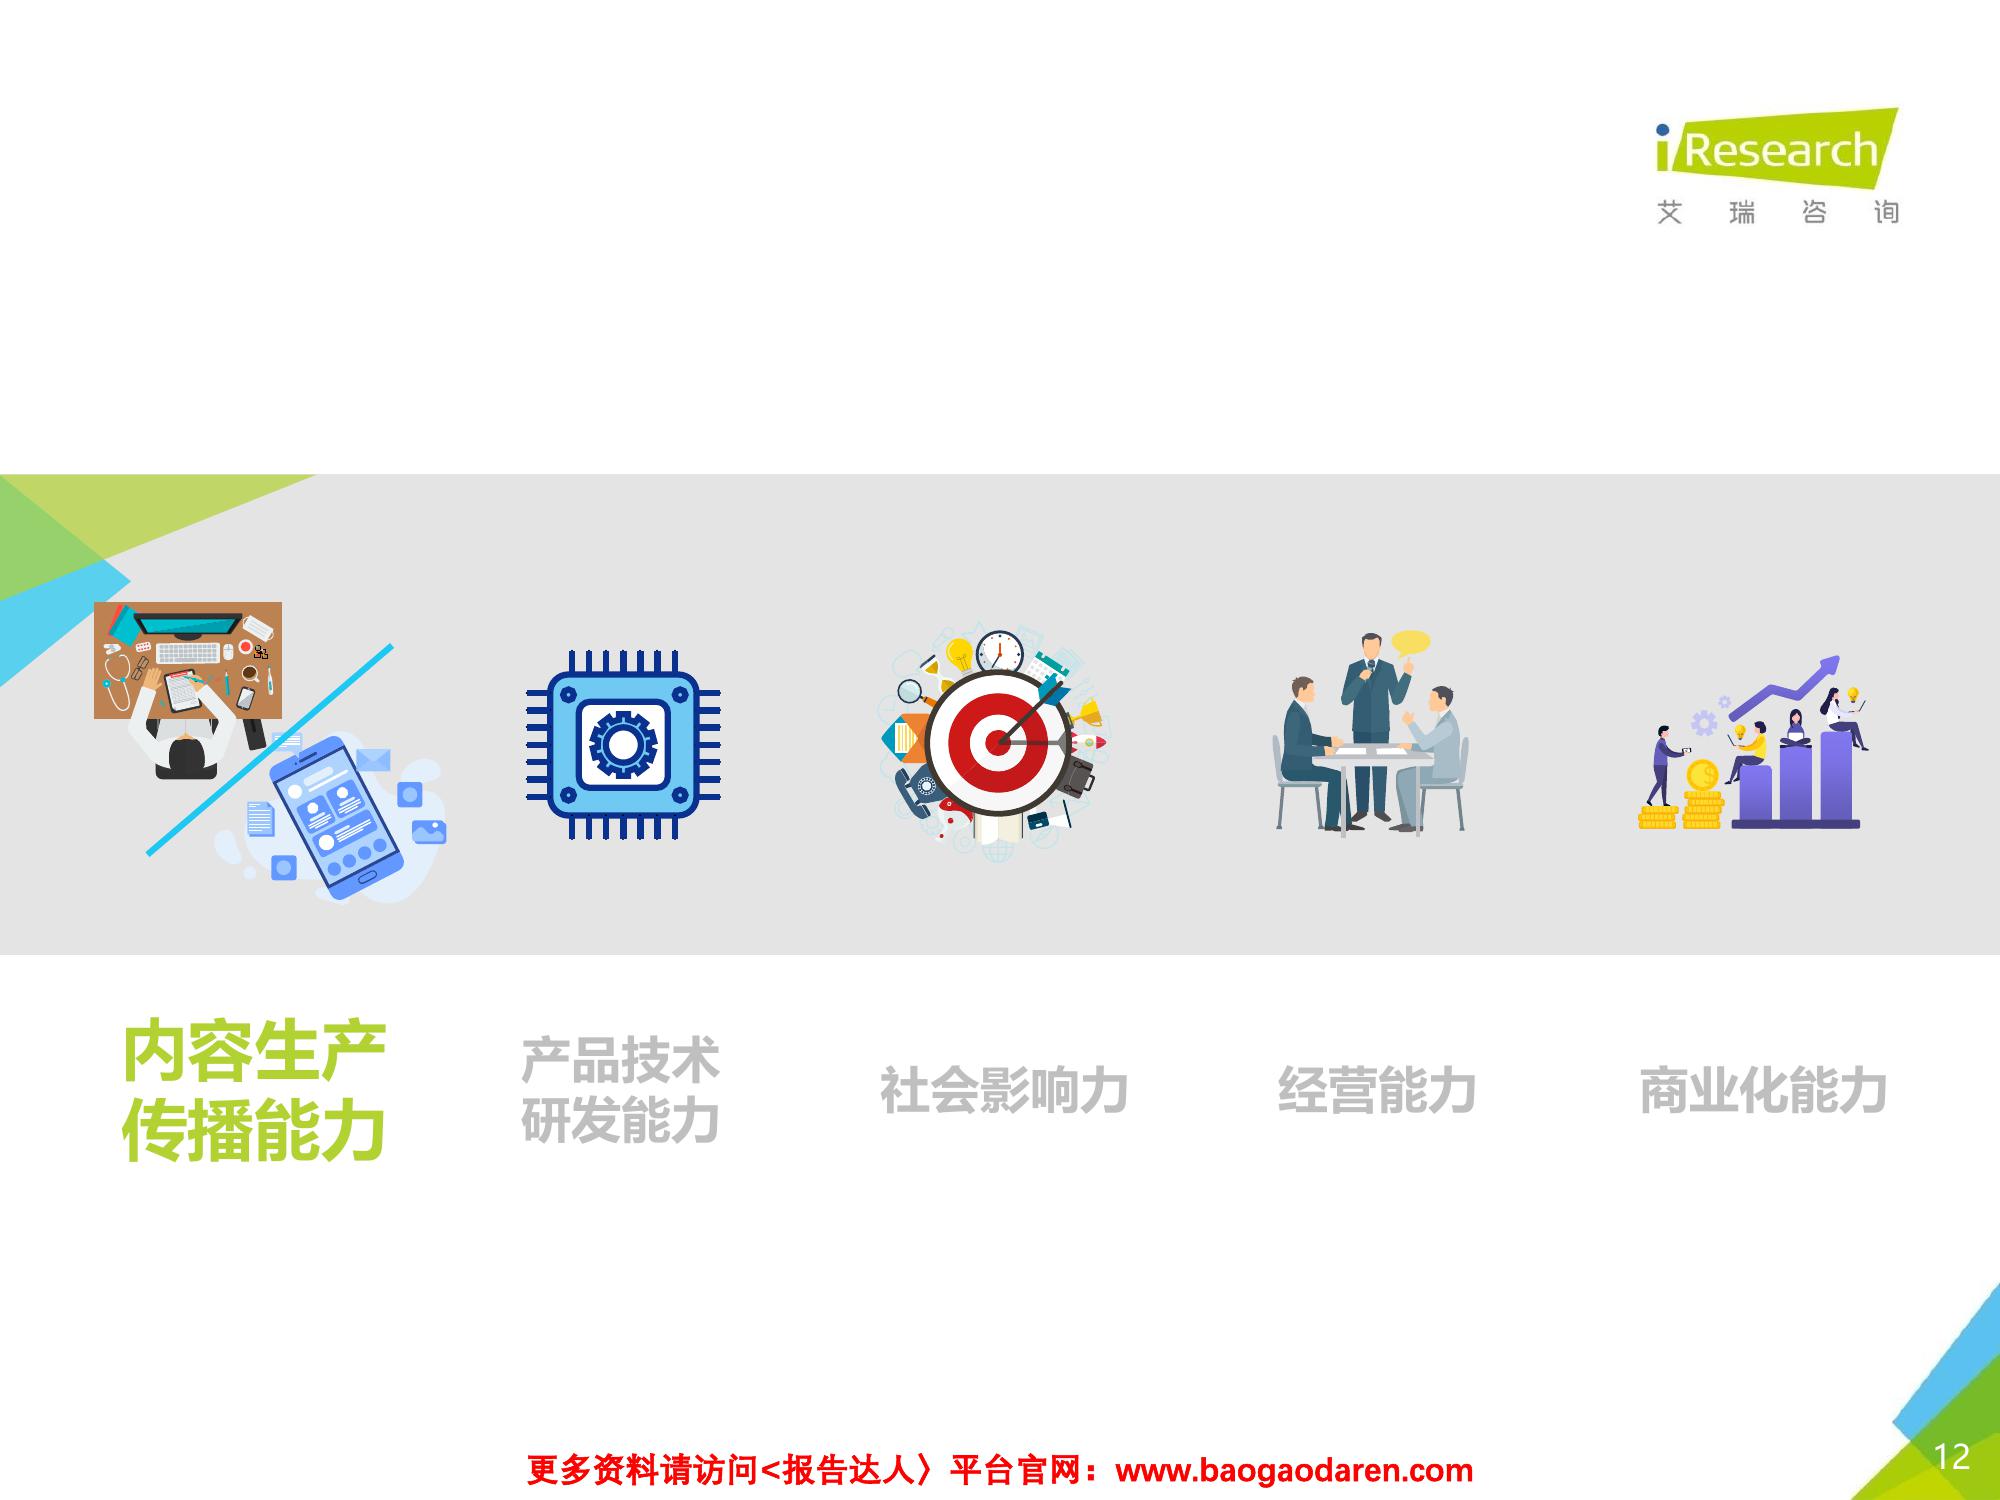 iResearch
艾瑞咨询
内容生产
传播能力
产品技术
研发能力
社会影响力
经营能力
商业化能力
更多资料请访问<报告达人〉平台官网：www.baogaodaren.com
12